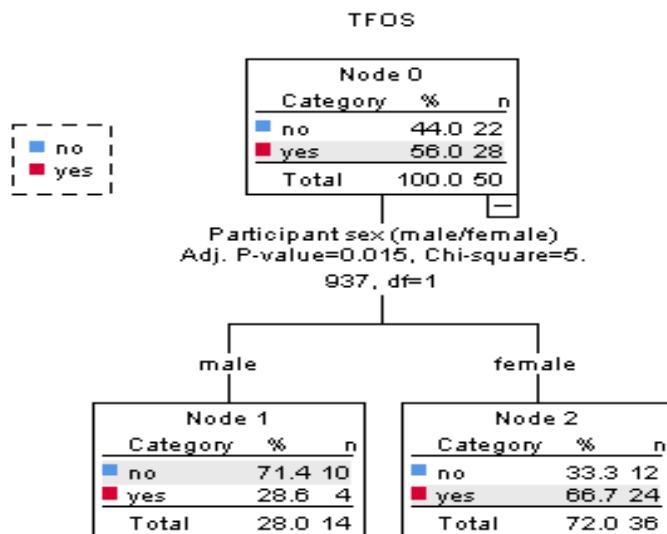 TFOS
Node 0
Category % n
no 44.0 22
yes 56.0 28
Total 100.0 50
no
yes
Participant sex (male/female)
Adj. P-value=0.015, Chi-square=5.
937, df=1
male
female
Node 1
Category % n
no 71.4 10
yes 28.6 4
Total 28.0 14
Node 2
Category % n
no 33.3 12
yes 66.7 24
Total 72.0 36